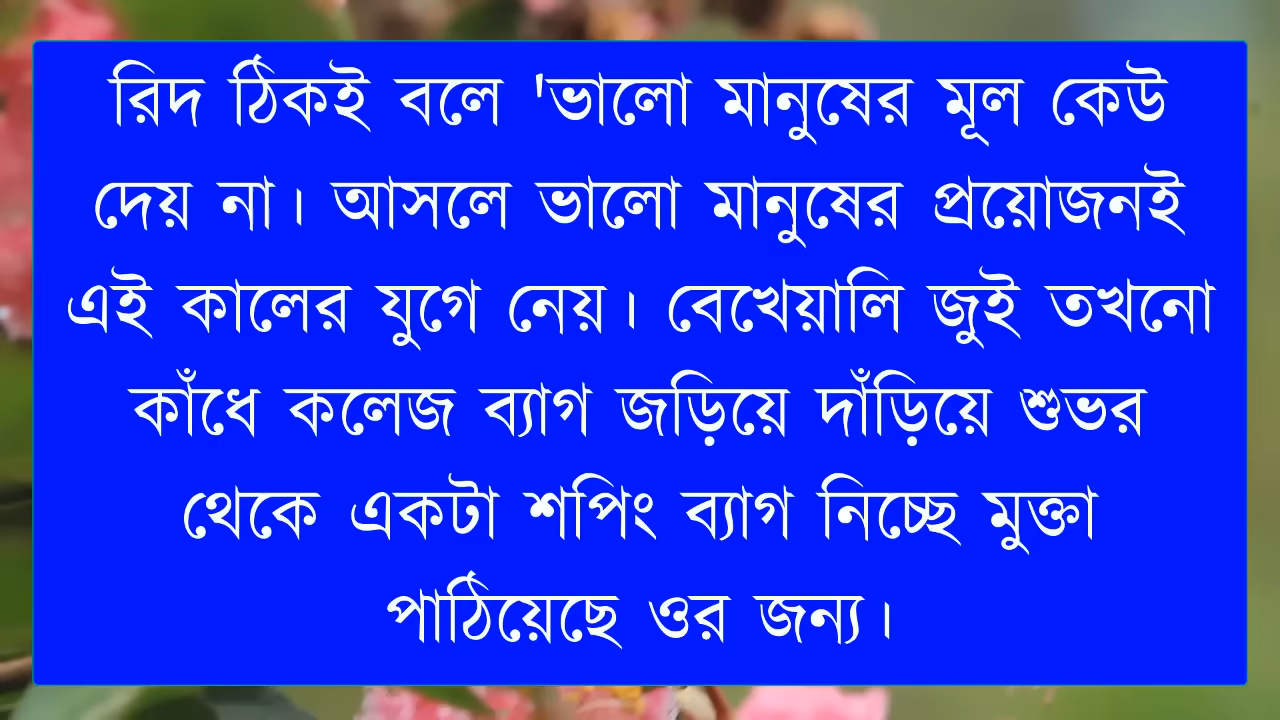 রিদ ঠিকই বলে 'ভালো মানুষের মূল কেউ
দেয় না। আসলে ভালো মানুষের প্রয়োজনই
এই কালের যুগে নেয়। বেখেয়ালি জুই তখনো
কাঁধে কলেজ ব্যাগ জড়িয়ে দাঁড়িয়ে শুভর
থেকে একটা শপিং ব্যাগ নিচ্ছে মুক্তা
পাঠিয়েছে ওর জন্য।